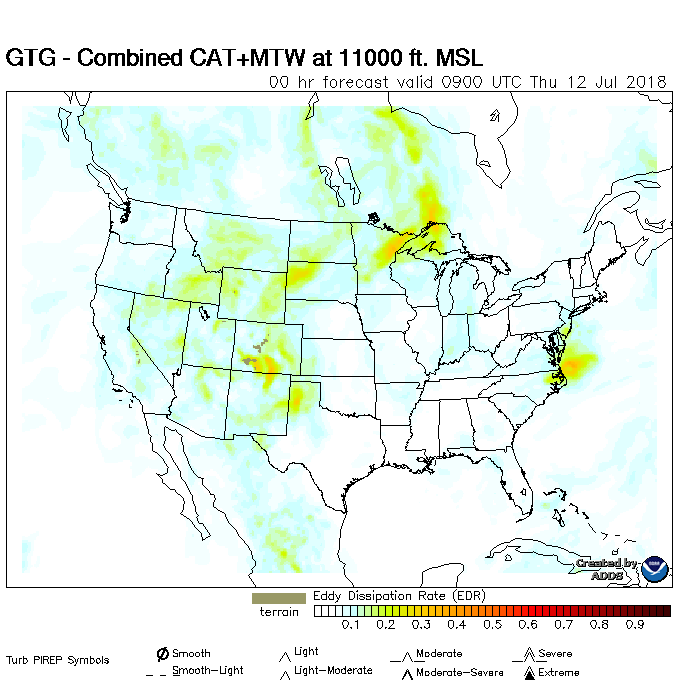 GTG - Combined CAT+MTW at 11000 ft. MSL
00 hr forecast valid 0900 UTC Thu 12 Jul 2018
Created by
ADDS
Eddy Dissipation Rate (EDR)
terrain
0.1 0.2 0.3 0.4 0.5 0.6 0.7 0.8 0.9
Turb PIREP Symbols
Smooth Light Moderate Severe
Smooth-Light Light-Moderate Moderate-Severe Extreme